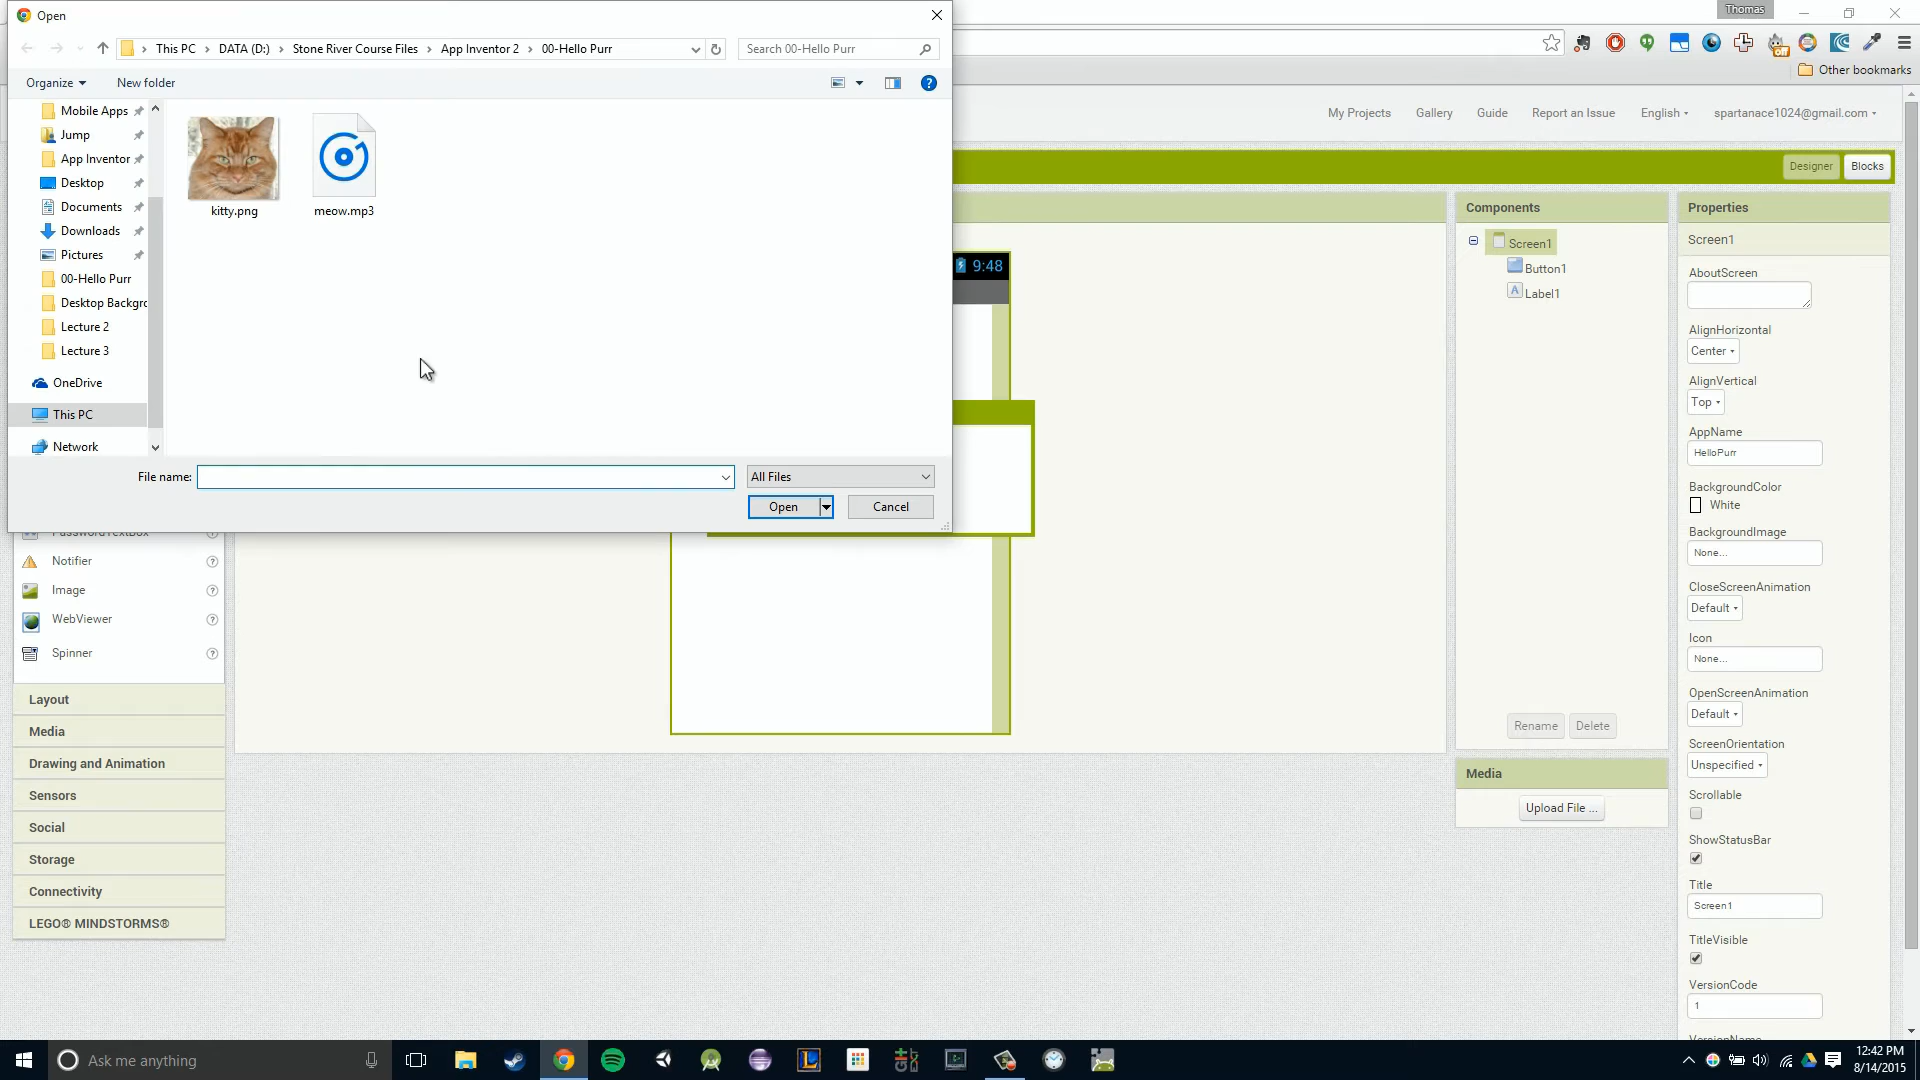 Open
Thomas
This PC > DATA (D:) > Stone River Course Files > App Inventor 2 > 00-Hello Purr
Search 00-Hello Purr
Other bookmarks
Organize
New folder
Mobile Apps
Jump
App Inventor
Desktop
Documents
Downloads
Pictures
00-Hello Purr
Desktop Backgro
Lecture 2
Lecture 3
OneDrive
This PC
Network
kitty.png
meow.mp3
File name:
All Files
Open
Cancel
My Projects
Gallery
Guide
Report an Issue
English
spartanace1024@gmail.com
Designer
Blocks
9:48
PasswordTextBox
Notifier
Image
WebViewer
Spinner
Layout
Media
Drawing and Animation
Sensors
Social
Storage
Connectivity
LEGO® MINDSTORMS®
Components
Screen1
Button1
Label1
Rename
Delete
Media
Upload File ...
Properties
Screen1
AboutScreen
AlignHorizontal
Center
AlignVertical
Top
AppName
HelloPurr
BackgroundColor
White
BackgroundImage
None...
CloseScreenAnimation
Default
Icon
None...
OpenScreenAnimation
Default
ScreenOrientation
Unspecified
Scrollable
ShowStatusBar
Title
Screen1
TitleVisible
VersionCode
1
VersionName
Ask me anything
12:42 PM
8/14/2015